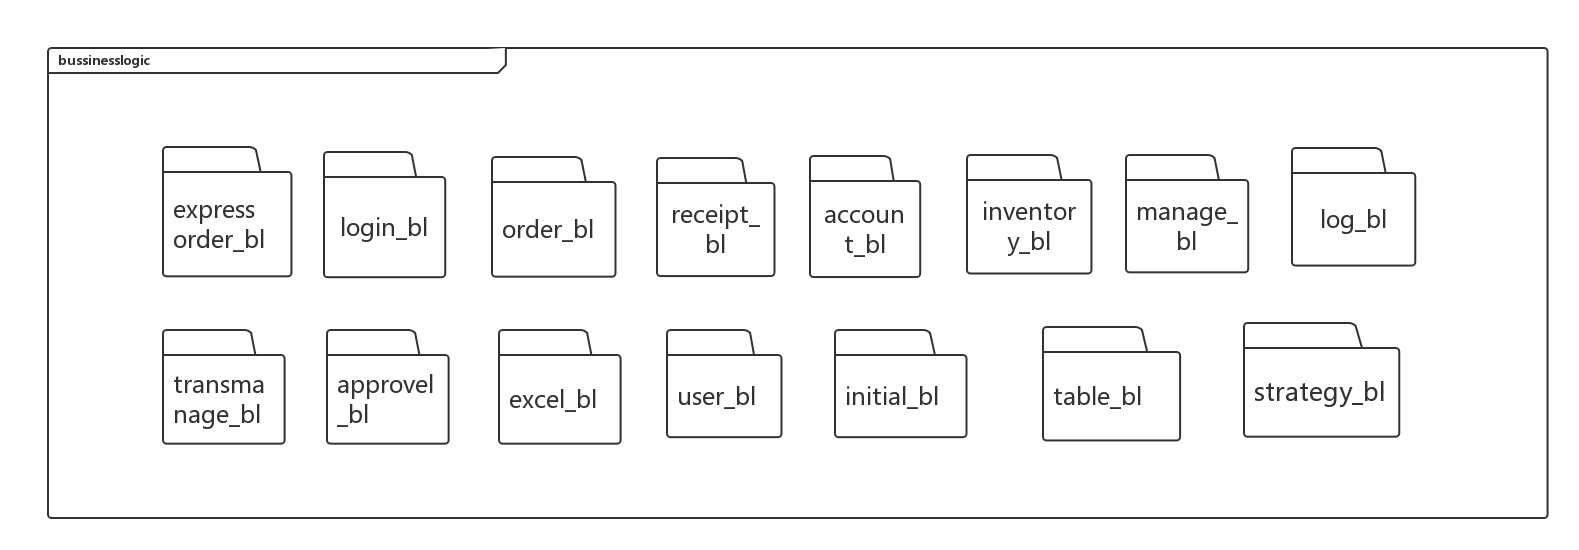 bussinesslogic
express
order_bl
login_bl
order_bl
receipt_
bl
accoun
t_bl
inventor
y_bl
manage_
bl
log_bl
transma
nage_bl
approvel
_bl
excel_bl
user_bl
initial_bl
table_bl
strategy_bl